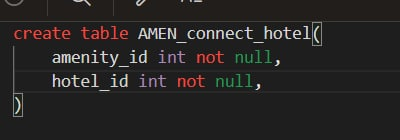 create table AMEN_connect_hotel(
amenity_id int not null,
hotel_id int not null,
)